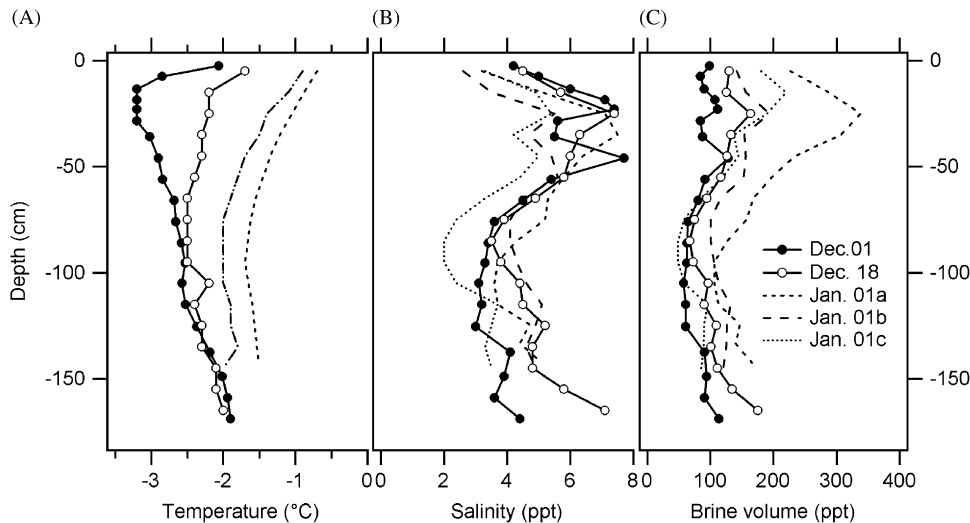 (A)
(B)
(C)
0
-50
-100
-150
Depth (cm)
0
-50
-100
-150
Dec.01
Dec. 18
Jan. 01a
Jan. 01b
Jan. 01c
-3 -2 -1 0
0 2 4 6 8
0 100 200 300 400
Temperature (°C)
Salinity (ppt)
Brine volume (ppt)